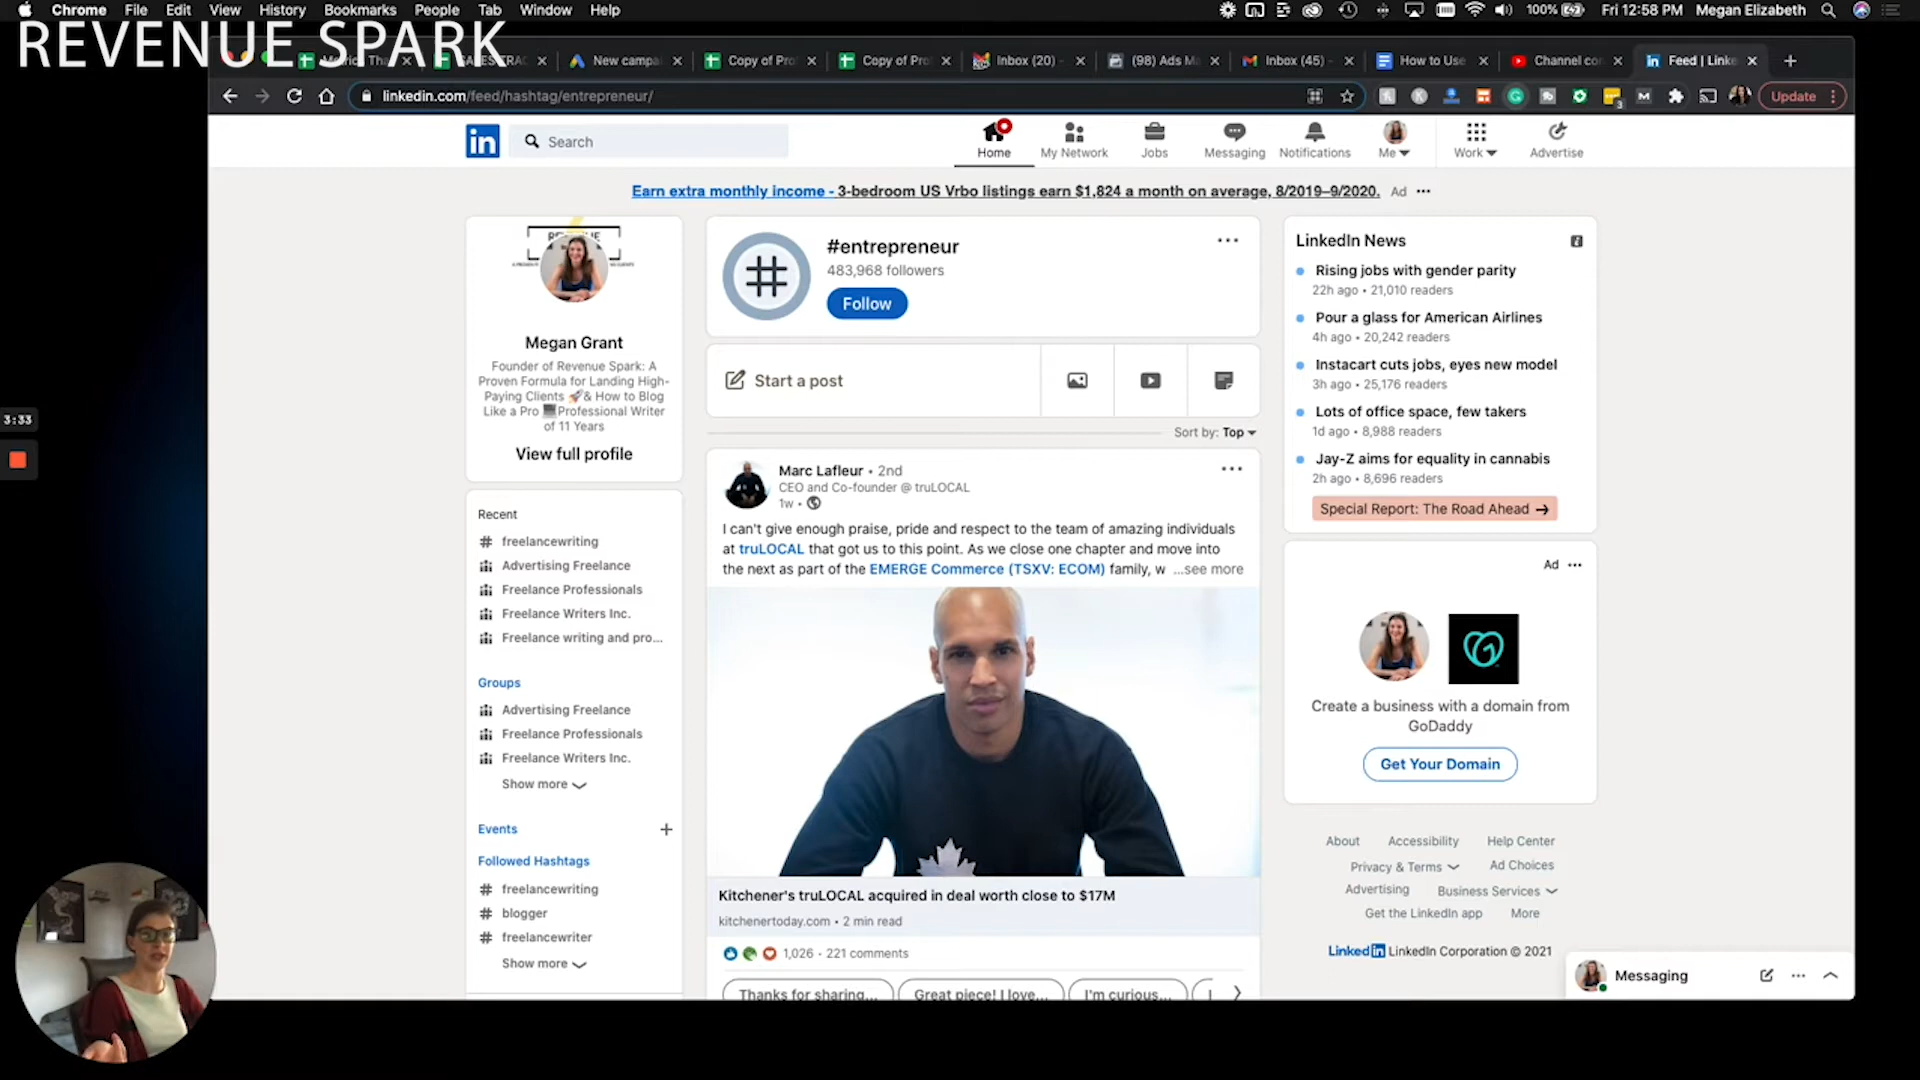 Chrome File Edit View History Bookmarks People Tab Window Help
100% Fri 12:58 PM Megan Elizabeth
REVENUE SPARK
New campa
Copy of Pro
Copy of Pro
Inbox (20)
(98) Ads Ma
Inbox (45)
How to Use
Channel co
Feed | Linke
linkedin.com/feed/hashtag/entrepreneur/
3
Update
in
Search
Home
My Network
Jobs
Messaging
Notifications
Me
Work
Advertise
Earn extra monthly income - 3-bedroom US Vrbo listings earn $1,824 a month on average, 8/2019–9/2020. Ad
Megan Grant
Founder of Revenue Spark: A
Proven Formula for Landing High-
Paying Clients 🚀& How to Blog
Like a Pro 💻Professional Writer
of 11 Years
View full profile
Recent
# freelancewriting
Advertising Freelance
Freelance Professionals
Freelance Writers Inc.
Freelance writing and pro...
Groups
Advertising Freelance
Freelance Professionals
Freelance Writers Inc.
Show more
Events
Followed Hashtags
# freelancewriting
# blogger
# freelancewriter
Show more
#entrepreneur
483,968 followers
Follow
Start a post
Sort by: Top
Marc Lafleur • 2nd
CEO and Co-founder @ truLOCAL
1w •
I can't give enough praise, pride and respect to the team of amazing individuals
at truLOCAL that got us to this point. As we close one chapter and move into
the next as part of the EMERGE Commerce (TSXV: ECOM) family, w ...see more
Kitchener's truLOCAL acquired in deal worth close to $17M
kitchenertoday.com • 2 min read
1,026 · 221 comments
Thanks for sharing...
Great piece! I love...
I'm curious...
LinkedIn News
Rising jobs with gender parity
22h ago • 21,010 readers
Pour a glass for American Airlines
4h ago • 20,242 readers
Instacart cuts jobs, eyes new model
3h ago • 25,176 readers
Lots of office space, few takers
1d ago • 8,988 readers
Jay-Z aims for equality in cannabis
2h ago • 8,696 readers
Special Report: The Road Ahead →
Ad
Create a business with a domain from
GoDaddy
Get Your Domain
About Accessibility Help Center
Privacy & Terms Ad Choices
Advertising Business Services
Get the LinkedIn app More
LinkedIn LinkedIn Corporation © 2021
Messaging
3:33